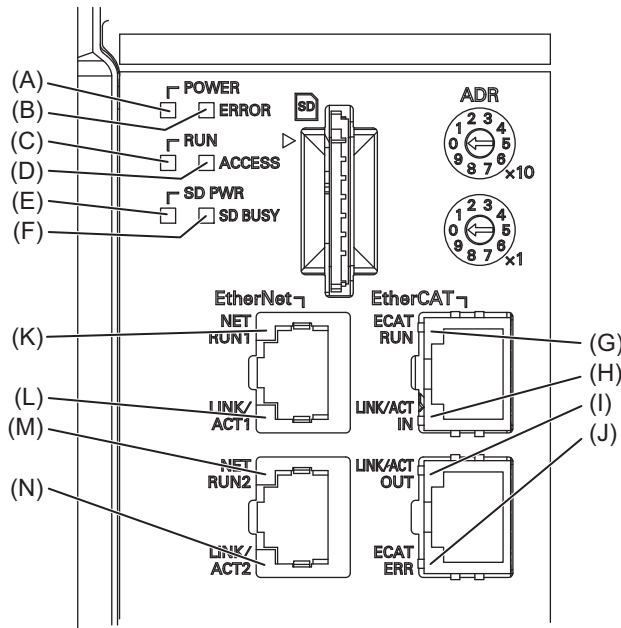 (A)
POWER
(B)
ERROR
(C)
RUN
(D)
ACCESS
(E)
SD PWR
(F)
SD BUSY
SD
ADR
0 1 2 3 4 5 6 7 8 9
×10
0 1 2 3 4 5 6 7 8 9
×1
EtherNet
EtherCAT
(K)
NET
RUN1
(L)
LINK/
ACT1
(M)
NET
RUN2
(N)
LINK/
ACT2
ECAT
RUN
(G)
LINK/ACT
IN
(H)
LINK/ACT
OUT
(I)
ECAT
ERR
(J)